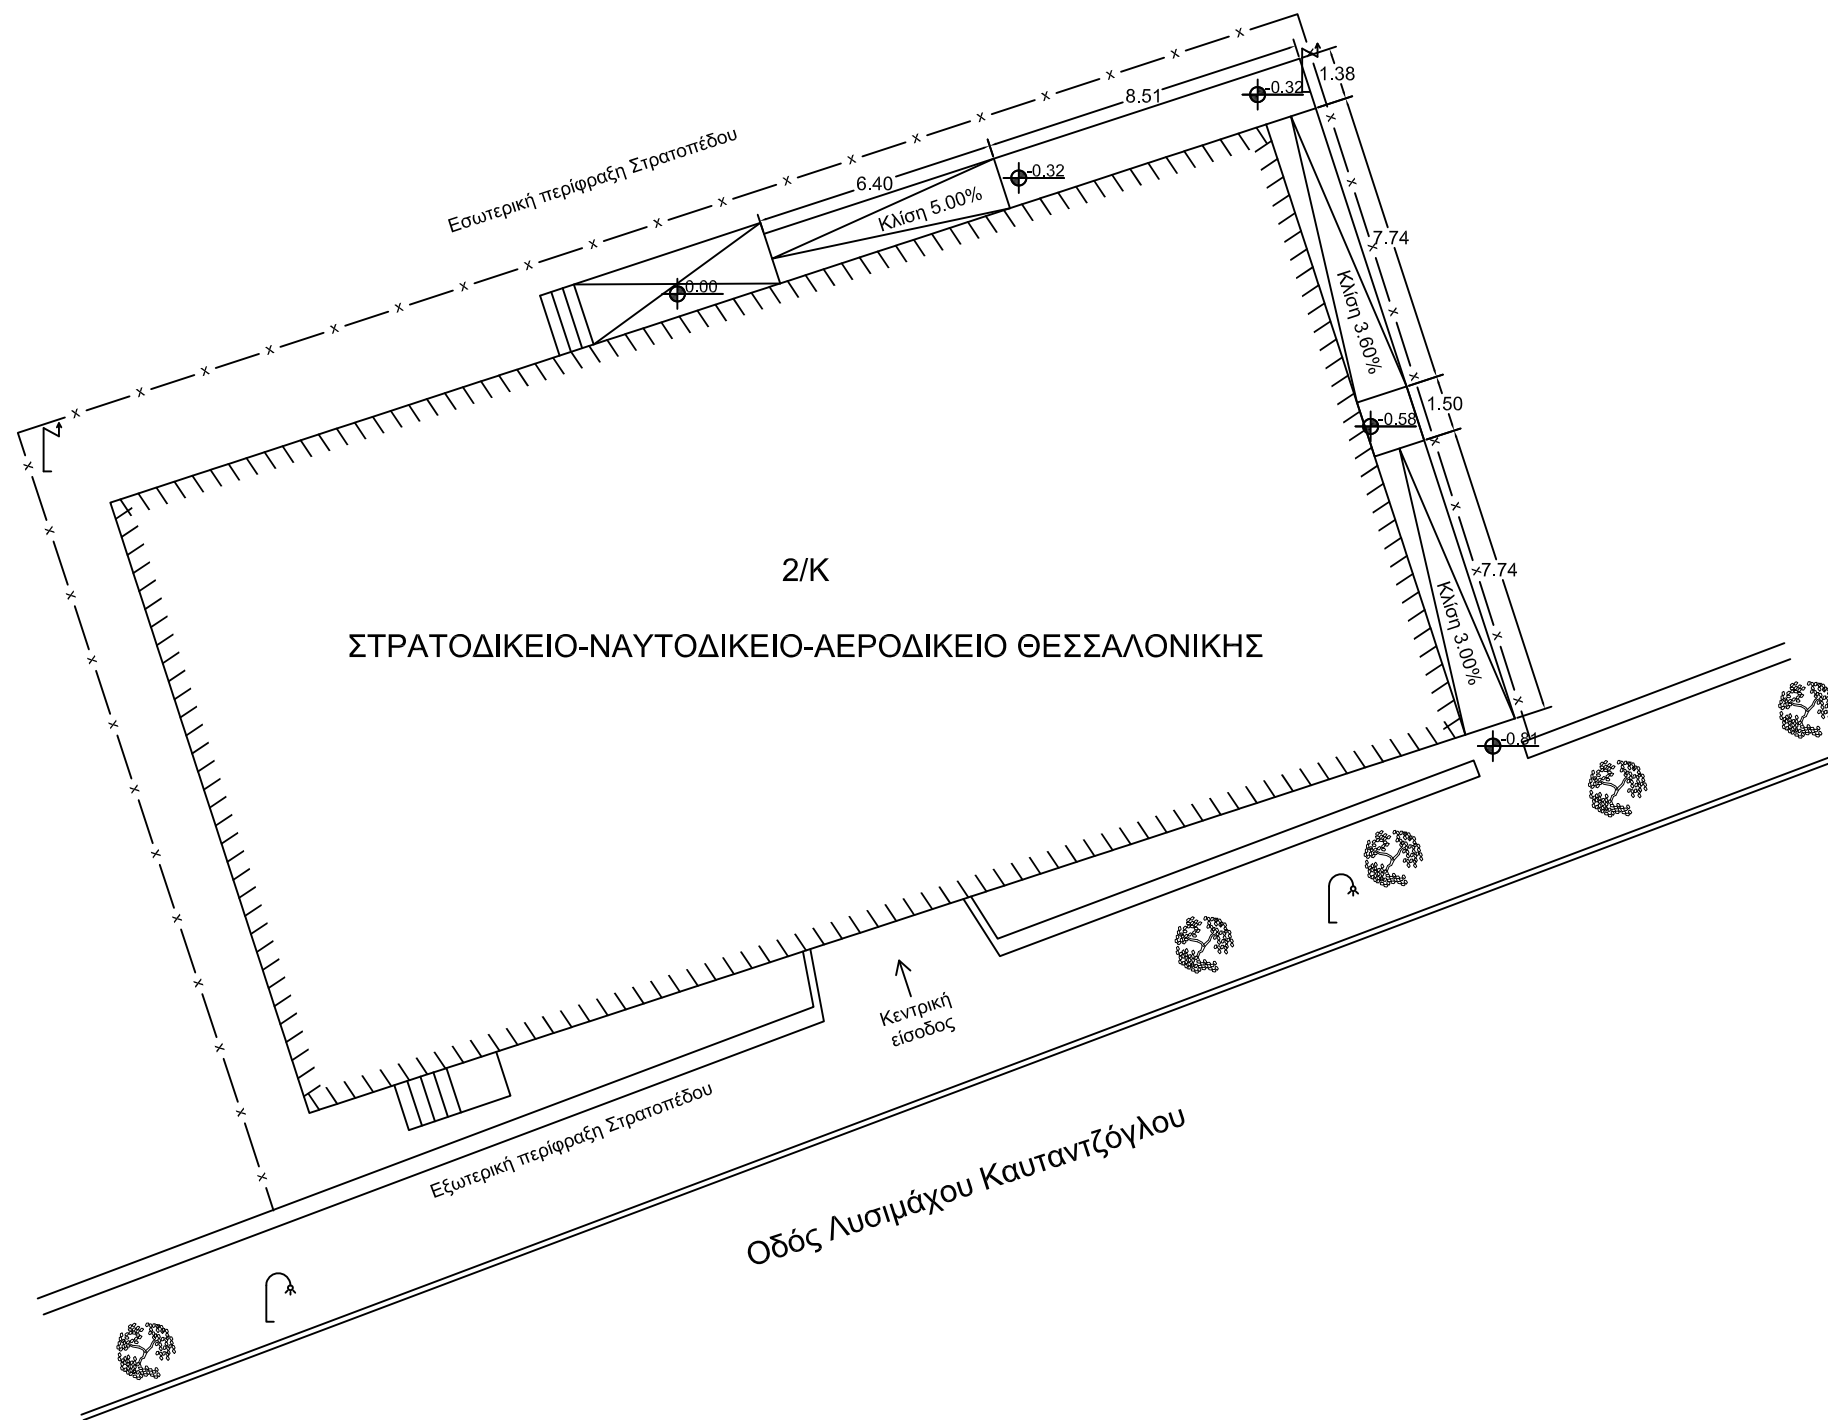 1.38
-0.32
8.51
Εσωτερική περίφραξη Στρατοπέδου
-0.32
6.40
Κλίση 5.00%
7.74
0.00
Κλίση 3.60%
1.50
-0.58
2/Κ
7.74
ΣΤΡΑΤΟΔΙΚΕΙΟ-ΝΑΥΤΟΔΙΚΕΙΟ-ΑΕΡΟΔΙΚΕΙΟ ΘΕΣΣΑΛΟΝΙΚΗΣ
Κλίση 3.00%
-0.81
Κεντρική
είσοδος
Εξωτερική περίφραξη Στρατοπέδου
Οδός Λυσιμάχου Καυταντζόγλου